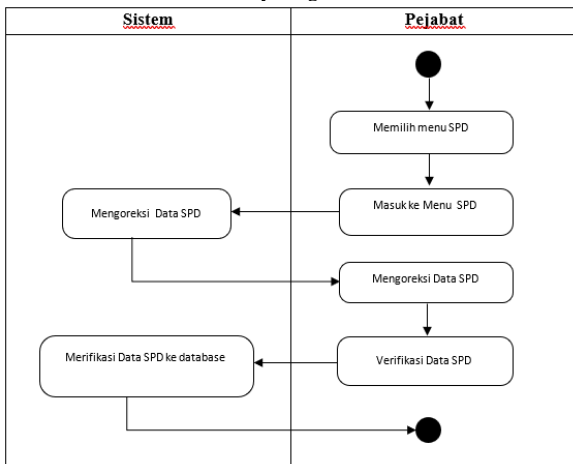 Sistem
Pejabat
Memilih menu SPD
Masuk ke Menu SPD
Mengoreksi Data SPD
Mengoreksi Data SPD
Merifikasi Data SPD ke database
Verifikasi Data SPD